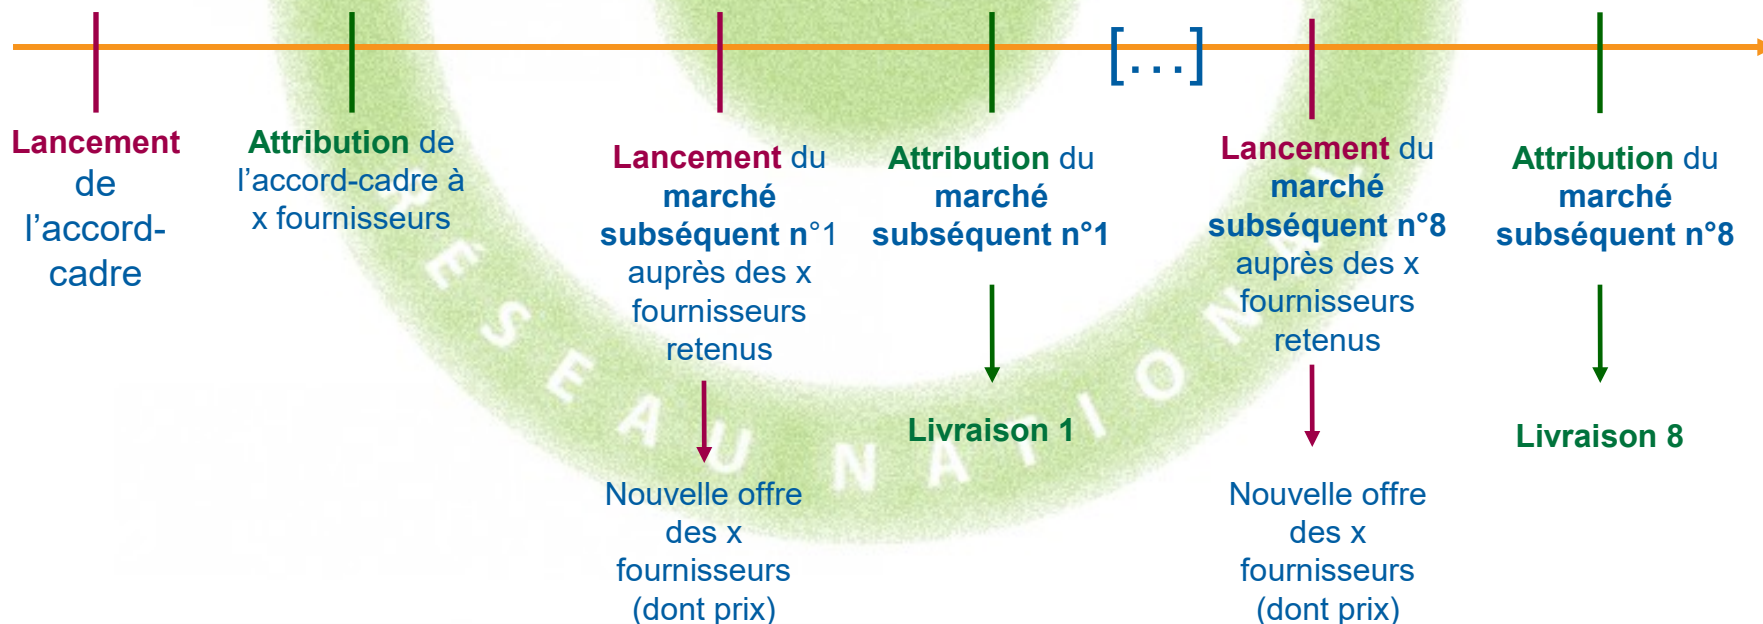 [...]
Lancement
de
l'accord-
cadre
Attribution de
l'accord-cadre à
x fournisseurs
Lancement du
marché
subséquent n°1
auprès des x
fournisseurs
retenus
Nouvelle offre
des x
fournisseurs
(dont prix)
Attribution du
marché
subséquent n°1
Livraison 1
Lancement du
marché
subséquent n°8
auprès des x
fournisseurs
retenus
Nouvelle offre
des x
fournisseurs
(dont prix)
Attribution du
marché
subséquent n°8
Livraison 8
RÉSEAU NATIONAL